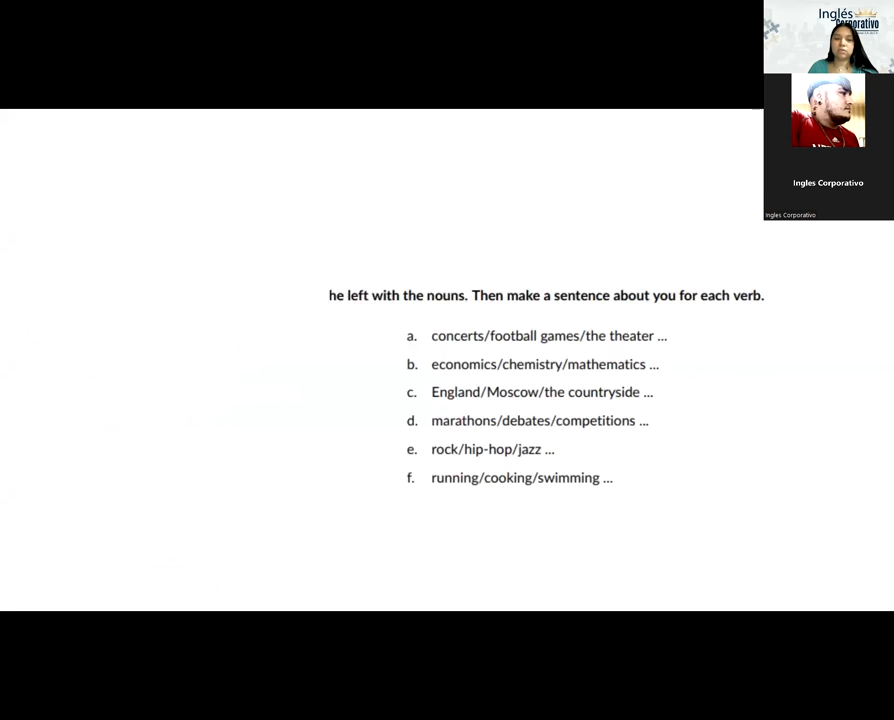 Inglés
Corporativo
Ingles Corporativo
Ingles Corporativo
he left with the nouns. Then make a sentence about you for each verb.
a. concerts/football games/the theater ...
b. economics/chemistry/mathematics ...
c. England/Moscow/the countryside ...
d. marathons/debates/competitions ...
e. rock/hip-hop/jazz ...
f. running/cooking/swimming ...